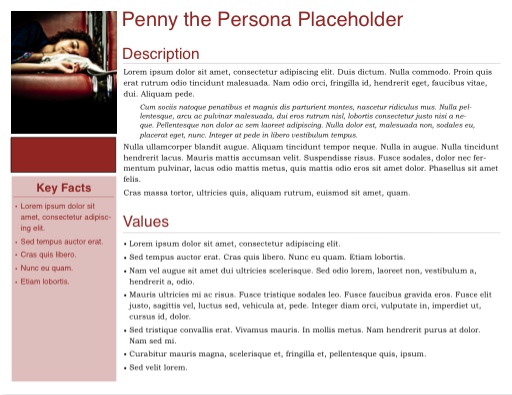 Penny the Persona Placeholder
Description
Lorem ipsum dolor sit amet, consectetur adipiscing elit. Duis dictum. Nulla commodo. Proin quis
erat rutrum odio tincidunt malesuada. Nam odio orci, fringilla id, hendrerit eget, faucibus vitae,
dui. Aliquam pede.
Cum sociis natoque penatibus et magnis dis parturient montes, nascetur ridiculus mus. Nulla pel-
lentesque, arcu ac pulvinar malesuada, dui eros rutrum nisl, lobortis consectetur justo nisi a ne-
que. Pellentesque non dolor ac sem laoreet adipiscing. Nulla dolor est, malesuada non, sodales eu,
placerat eget, nunc. Integer at pede in libero vestibulum tempus.
Nulla ullamcorper blandit augue. Aliquam tincidunt tempor neque. Nulla in augue. Nulla tincidunt
hendrerit lacus. Mauris mattis accumsan velit. Suspendisse risus. Fusce sodales, dolor nec fer-
mentum pulvinar, lacus odio mattis metus, quis mattis odio eros sit amet dolor. Phasellus sit amet
felis.
Cras massa tortor, ultricies quis, aliquam rutrum, euismod sit amet, quam.
Key Facts
• Lorem ipsum dolor sit
amet, consectetur adipisc-
ing elit.
• Sed tempus auctor erat.
• Cras quis libero.
• Nunc eu quam.
• Etiam lobortis.
Values
• Lorem ipsum dolor sit amet, consectetur adipiscing elit.
• Sed tempus auctor erat. Cras quis libero. Nunc eu quam. Etiam lobortis.
• Nam vel augue sit amet dui ultricies scelerisque. Sed odio lorem, laoreet non, vestibulum a,
hendrerit a, odio.
• Mauris ultricies mi ac risus. Fusce tristique sodales leo. Fusce faucibus gravida eros. Fusce elit
justo, sagittis vel, luctus sed, vehicula at, pede. Integer diam orci, vulputate in, imperdiet ut,
cursus id, dolor.
• Sed tristique convallis erat. Vivamus mauris. In mollis metus. Nam hendrerit purus at dolor.
Nam sed mi.
• Curabitur mauris magna, scelerisque et, fringilla et, pellentesque quis, ipsum.
• Sed velit lorem.